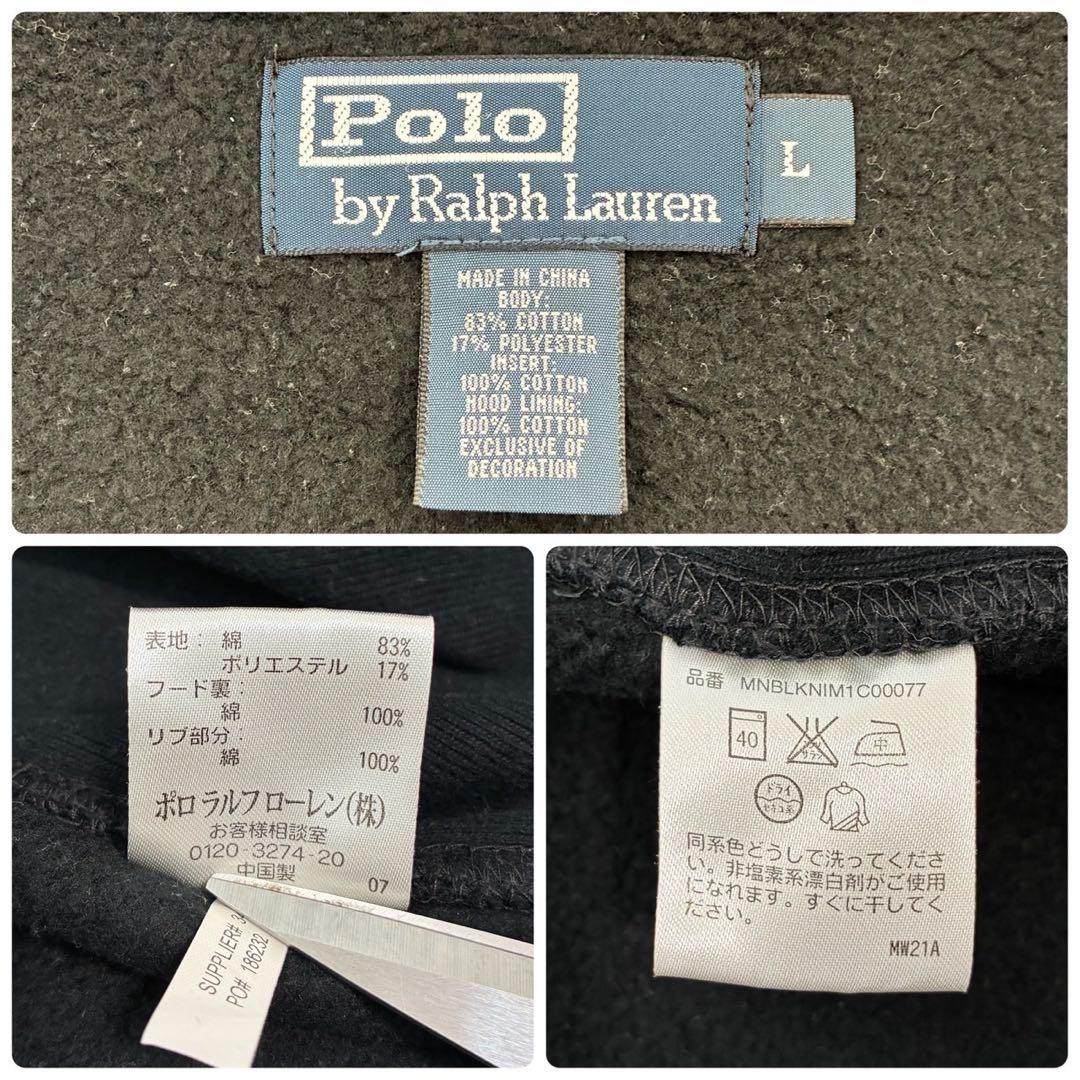 Polo
by Ralph Lauren
L
MADE IN CHINA
BODY:
83% COTTON
17% POLYESTER
INSERT:
100% COTTON
HOOD LINING:
100% COTTON
EXCLUSIVE OF
DECORATION
表地: 綿 83%
ポリエステル 17%
フード裏:
綿 100%
リブ部分:
綿 100%
ポロ ラルフ ローレン(株)
お客様相談室
0120-3274-20
中国製 07
SUPPLIER#
PO# 186232
品番 MNBLKNIM1C00077
40
中
ドライ
セキユ系
同系色どうしで洗ってくださ
い。非塩素系漂白剤がご使用
になれます。すぐに干してく
ださい。
MW21A